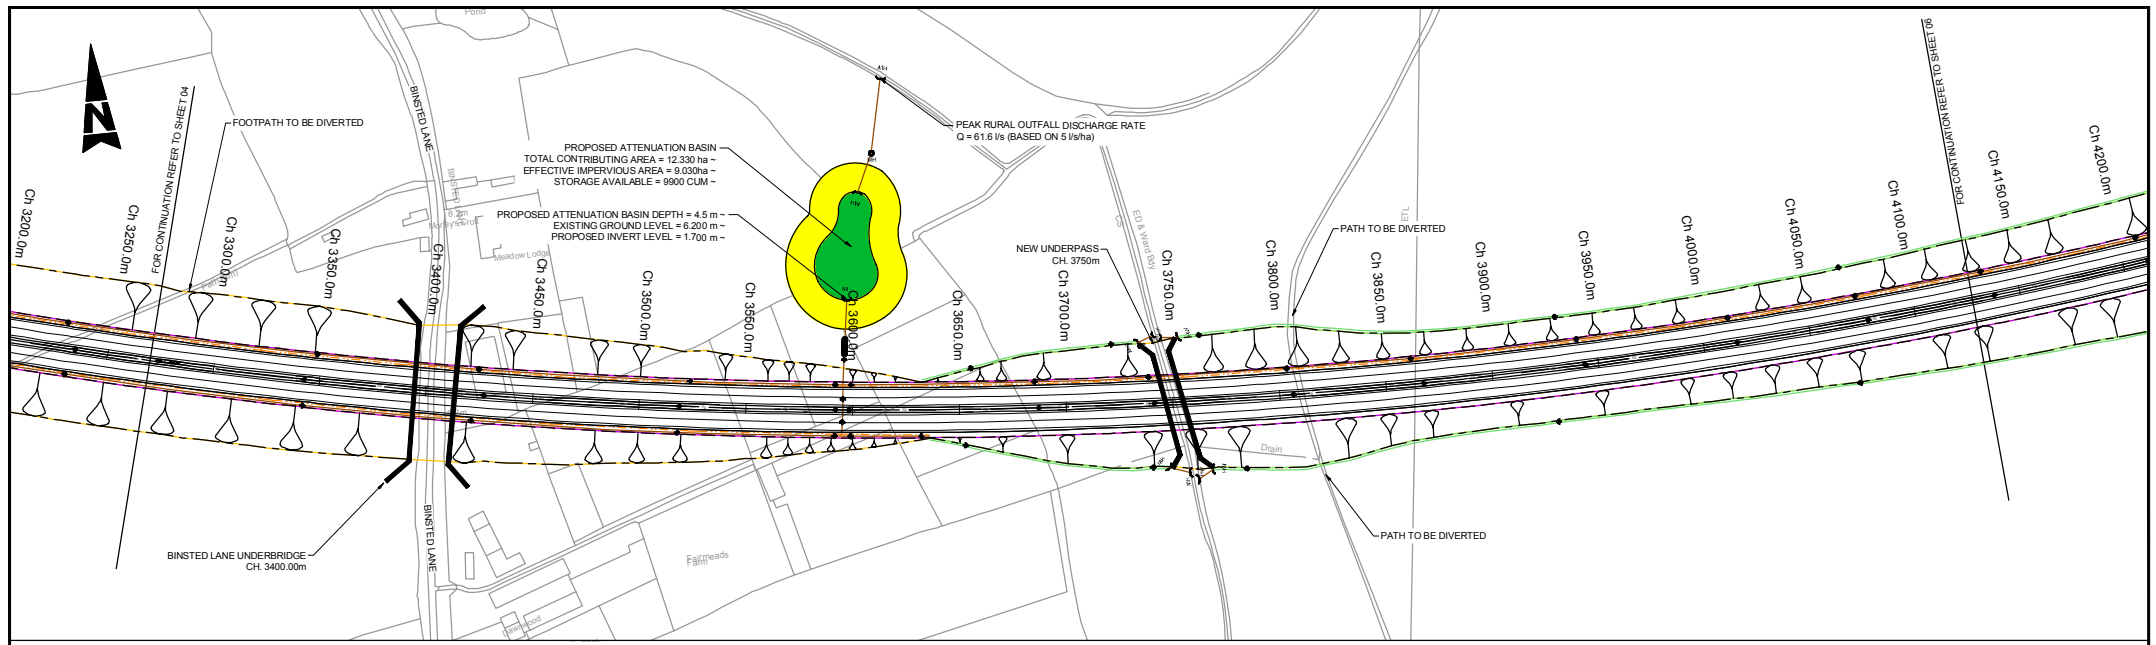 Pond
N
FOR CONTINUATION REFER TO SHEET 04
FOOTPATH TO BE DIVERTED
BINSTED LANE
PROPOSED ATTENUATION BASIN
TOTAL CONTRIBUTING AREA = 12.330 ha ~
EFFECTIVE IMPERVIOUS AREA = 9.030ha ~
STORAGE AVAILABLE = 9900 CUM ~
PEAK RURAL OUTFALL DISCHARGE RATE
Q = 61.6 l/s (BASED ON 5 l/s/ha)
PROPOSED ATTENUATION BASIN DEPTH = 4.5 m ~
EXISTING GROUND LEVEL = 6.200 m ~
PROPOSED INVERT LEVEL = 1.700 m ~
Meadow Lodge
ED & Ward Bdy
CS
ETL
NEW UNDERPASS
CH. 3750m
PATH TO BE DIVERTED
FOR CONTINUATION REFER TO SHEET 06
Ch 3200.0m
Ch 3250.0m
Ch 3300.0m
Ch 3350.0m
Ch 3400.0m
Ch 3450.0m
Ch 3500.0m
Ch 3550.0m
Ch 3600.0m
Ch 3650.0m
Ch 3700.0m
Ch 3750.0m
Ch 3800.0m
Ch 3850.0m
Ch 3900.0m
Ch 3950.0m
Ch 4000.0m
Ch 4050.0m
Ch 4100.0m
Ch 4150.0m
Ch 4200.0m
Drain
BINSTED LANE
BINSTED LANE UNDERBRIDGE
CH. 3400.00m
Fairmeads
Farm
PATH TO BE DIVERTED